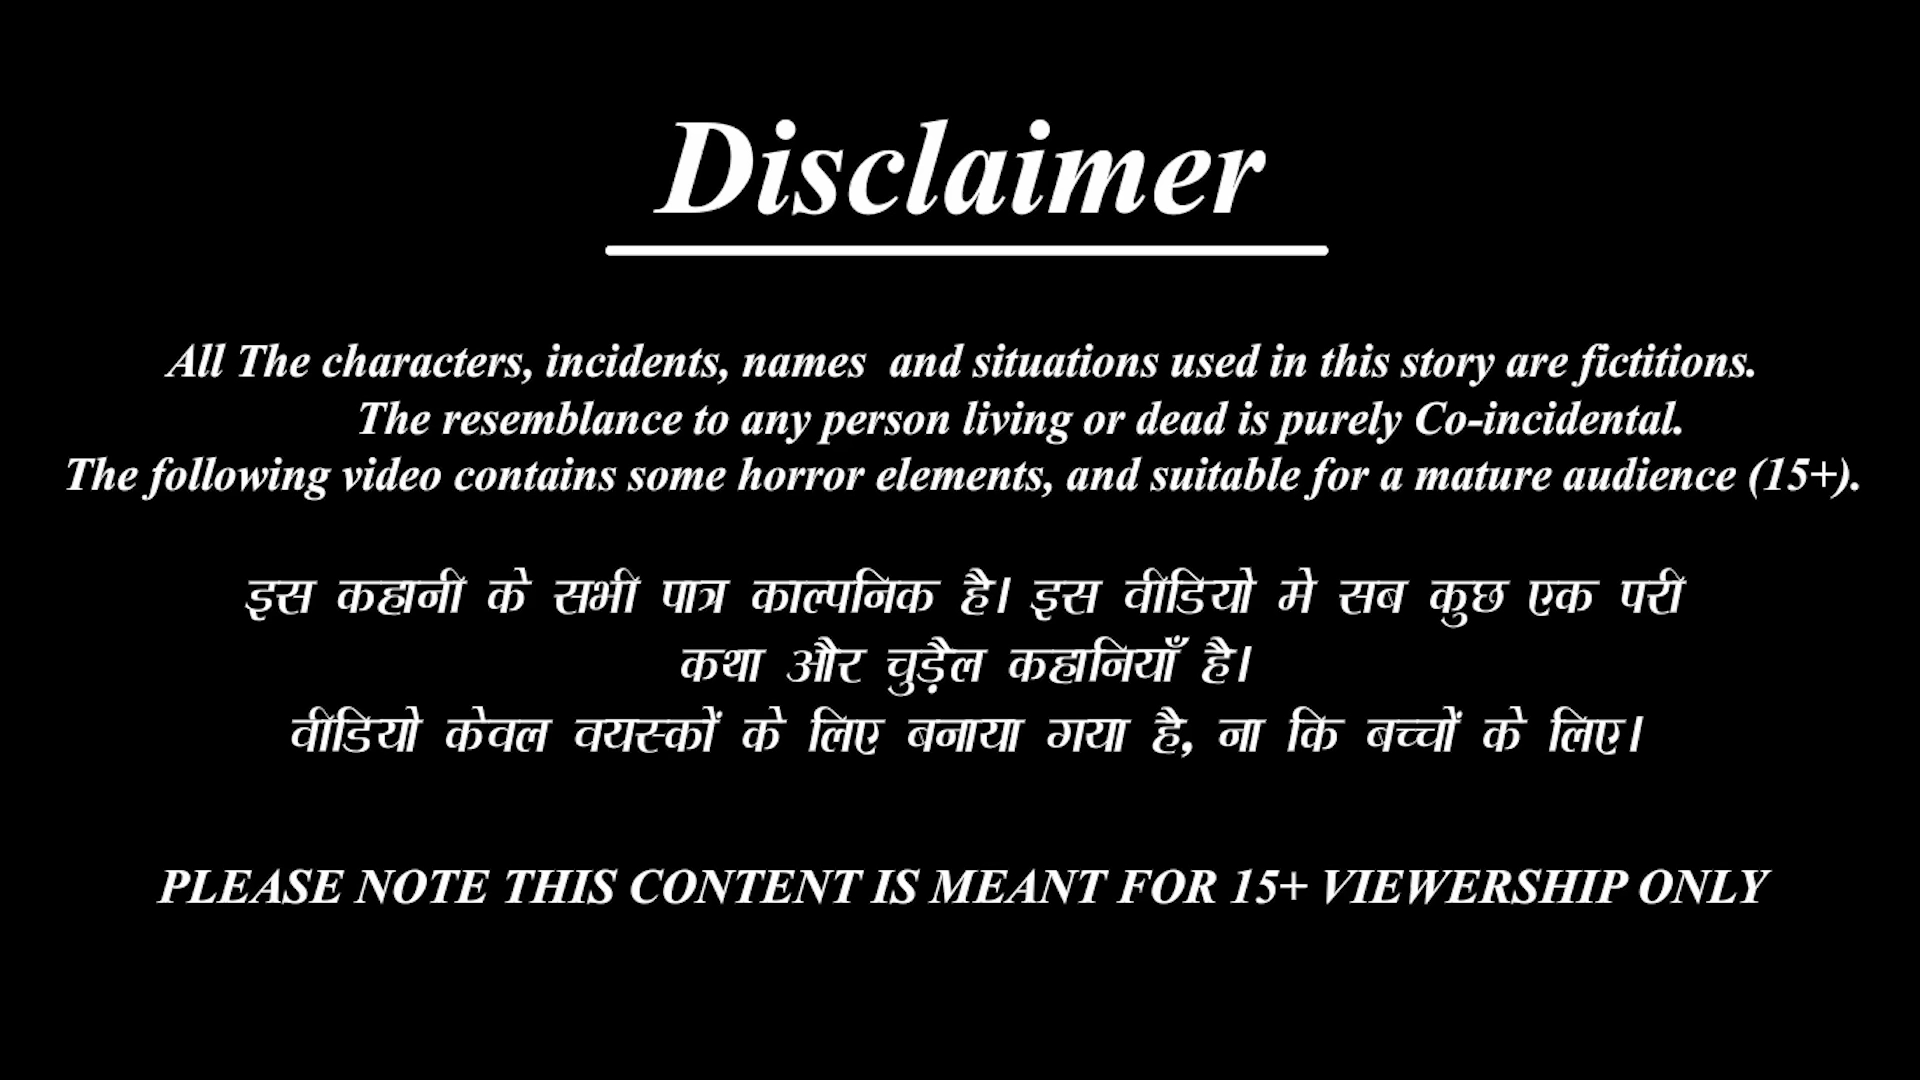 Disclaimer
All The characters, incidents, names and situations used in this story are fictitions.
The resemblance to any person living or dead is purely Co-incidental.
The following video contains some horror elements, and suitable for a mature audience (15+).
इस कहानी के सभी पात्र काल्पनिक है। इस वीडियो मे सब कुछ एक परी
कथा और चुड़ैल कहानियाँ है।
वीडियो केवल वयस्कों के लिए बनाया गया है, ना कि बच्चों के लिए।
PLEASE NOTE THIS CONTENT IS MEANT FOR 15+ VIEWERSHIP ONLY